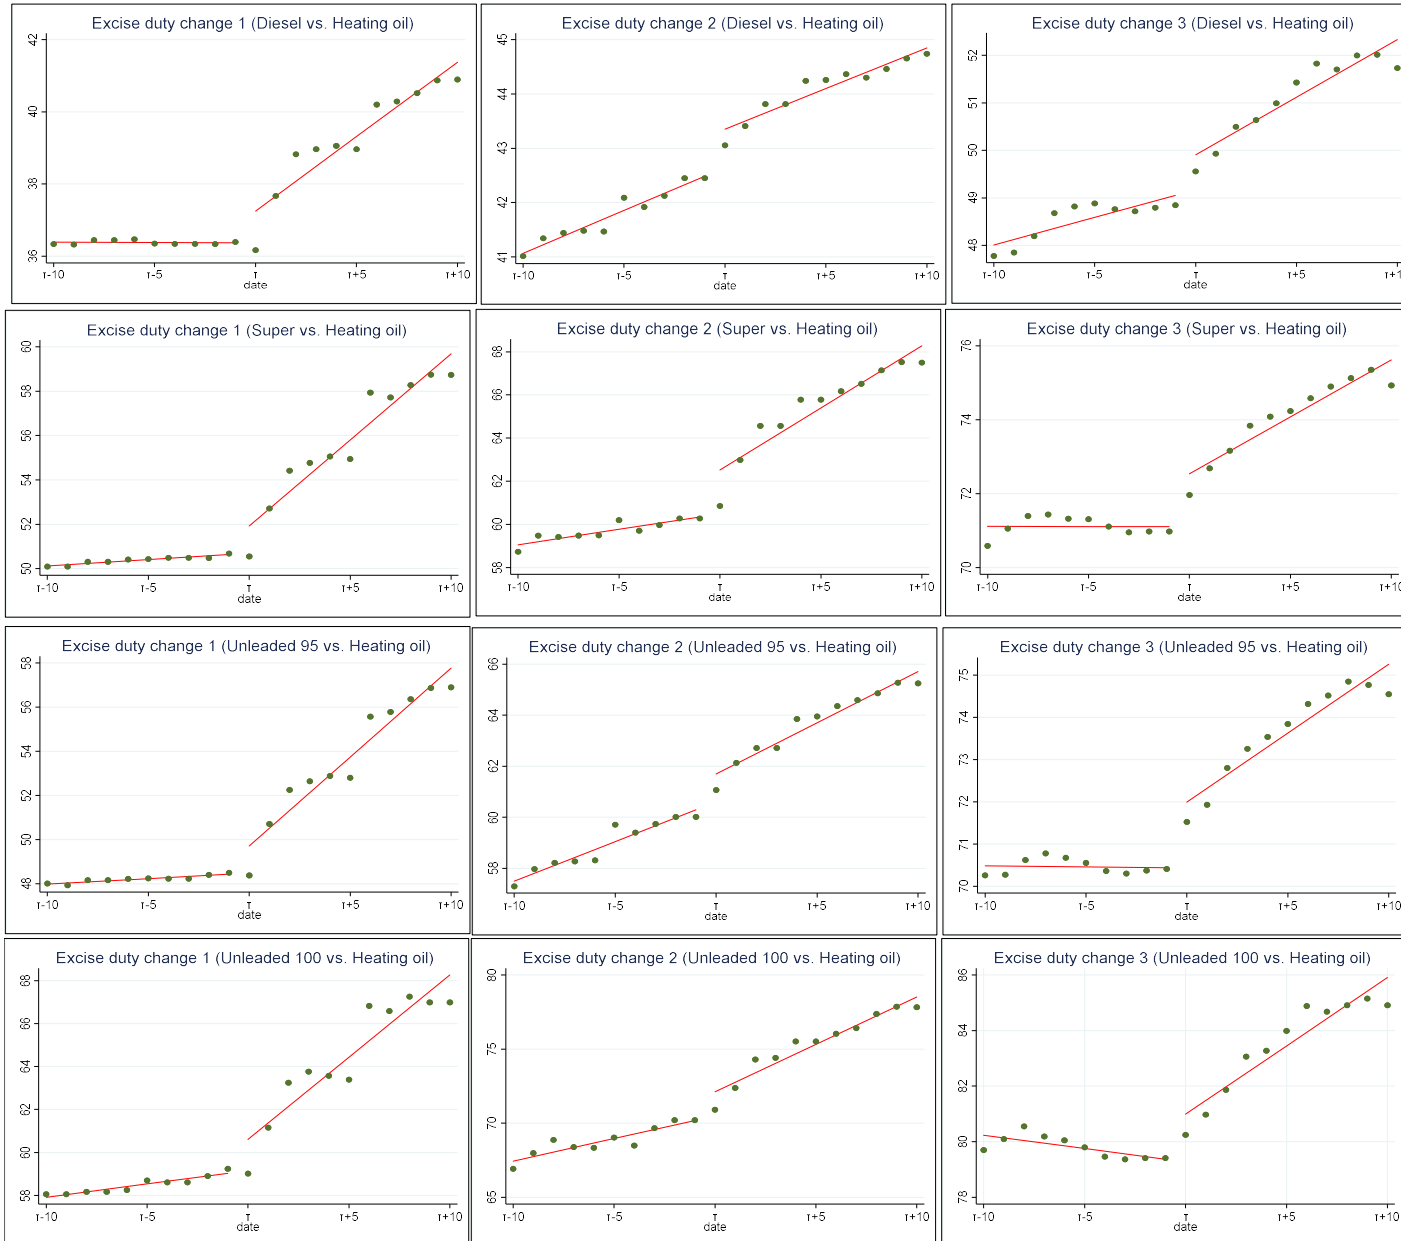 Excise duty change 1 (Diesel vs. Heating oil)
42
40
38
36
τ-10
τ-5
τ
τ+5
τ+10
date
Excise duty change 2 (Diesel vs. Heating oil)
45
44
43
42
41
τ-10
τ-5
τ
τ+5
τ+10
date
Excise duty change 3 (Diesel vs. Heating oil)
52
51
50
49
48
τ-10
τ-5
τ
τ+5
τ+10
date
Excise duty change 1 (Super vs. Heating oil)
60
58
56
54
52
50
τ-10
τ-5
τ
τ+5
τ+10
date
Excise duty change 2 (Super vs. Heating oil)
68
66
64
62
60
58
τ-10
τ-5
τ
τ+5
τ+10
date
Excise duty change 3 (Super vs. Heating oil)
76
74
72
70
τ-10
τ-5
τ
τ+5
τ+10
date
Excise duty change 1 (Unleaded 95 vs. Heating oil)
58
56
54
52
50
48
τ-10
τ-5
τ
τ+5
τ+10
date
Excise duty change 2 (Unleaded 95 vs. Heating oil)
66
64
62
60
58
τ-10
τ-5
τ
τ+5
τ+10
date
Excise duty change 3 (Unleaded 95 vs. Heating oil)
75
74
73
72
71
70
τ-10
τ-5
τ
τ+5
τ+10
date
Excise duty change 1 (Unleaded 100 vs. Heating oil)
68
66
64
62
60
58
τ-10
τ-5
τ
τ+5
τ+10
date
Excise duty change 2 (Unleaded 100 vs. Heating oil)
80
75
70
65
τ-10
τ-5
τ
τ+5
τ+10
date
Excise duty change 3 (Unleaded 100 vs. Heating oil)
86
84
82
80
78
τ-10
τ-5
τ
τ+5
τ+10
date